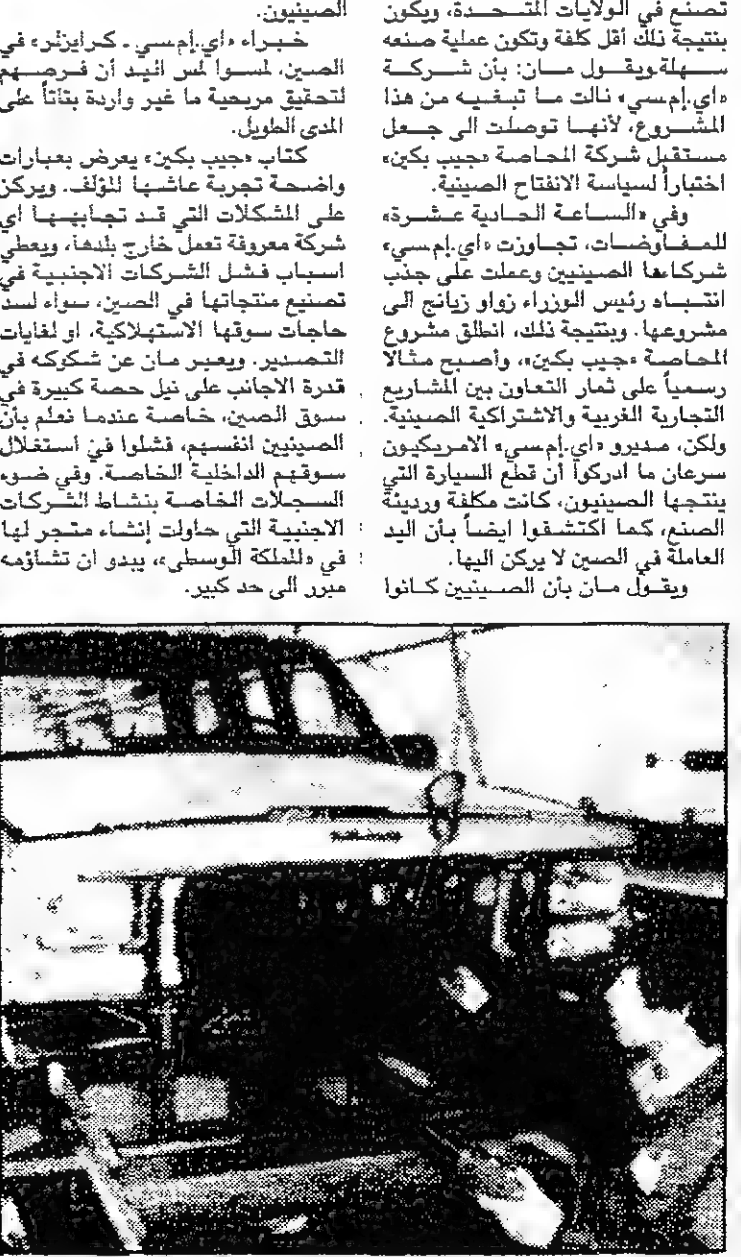 تصنع في الولايات المتحدة، ويكون
بنتيجة ذلك أقل كلفة وتكون عملية صنعه
سهلة.ويقول مان: بأن شركة
«اي.إم.سي» نالت ما تبغيه من هذا
المشروع، لأنها توصلت الى جعل
مستقبل شركة المحاصة «جيب بكين»
اختباراً لسياسة الانفتاح الصينية.
وفي «الساعة الحادية عشرة»
للمفاوضات، تجاوزت «اي.إم.سي»
شركاءها الصينيين وعملت على جذب
انتباه رئيس الوزراء زواو زيانج الى
مشروعها. وبنتيجة ذلك، انطلق مشروع
المحاصة «جيب بكين»، وأصبح مثالا
رسمياً على ثمار التعاون بين المشاريع
التجارية الغربية والاشتراكية الصينية.
ولكن، مديرو «اي.إم.سي» الامريكيون
سرعان ما ادركوا أن قطع السيارة التي
ينتجها الصينيون، كانت مكلفة ورديئة
الصنع، كما اكتشفوا ايضاً بأن اليد
العاملة في الصين لا يركن اليها.
ويقول مان بأن الصينيين كانوا
الصينيون.
خبراء «اي.إم.سي ـ كرايزلر» في
الصين، لمسوا لمس اليد أن فرصهم
لتحقيق مربحية ما غير واردة بتاتاً على
المدى الطويل.
كتاب «جيب بكين» يعرض بعبارات
واضحة تجربة عاشها المؤلف. ويركز
على المشكلات التي قد تجابهها اي
شركة معروفة تعمل خارج بلدها، ويعطي
اسباب فشل الشركات الاجنبية في
تصنيع منتجاتها في الصين، سواء لسد
حاجات سوقها الاستهلاكية، او لغايات
التصدير. ويعبر مان عن شكوكه في
قدرة الاجانب على نيل حصة كبيرة في
سوق الصين، خاصة عندما نعلم بأن
الصينيين انفسهم، فشلوا في استغلال
سوقهم الداخلية الخاصة. وفي ضوء
السجلات الخاصة بنشاط الشركات
الاجنبية التي حاولت إنشاء متجر لها
في «المملكة الوسطى»، يبدو ان تشاؤمه
مبرر الى حد كبير.